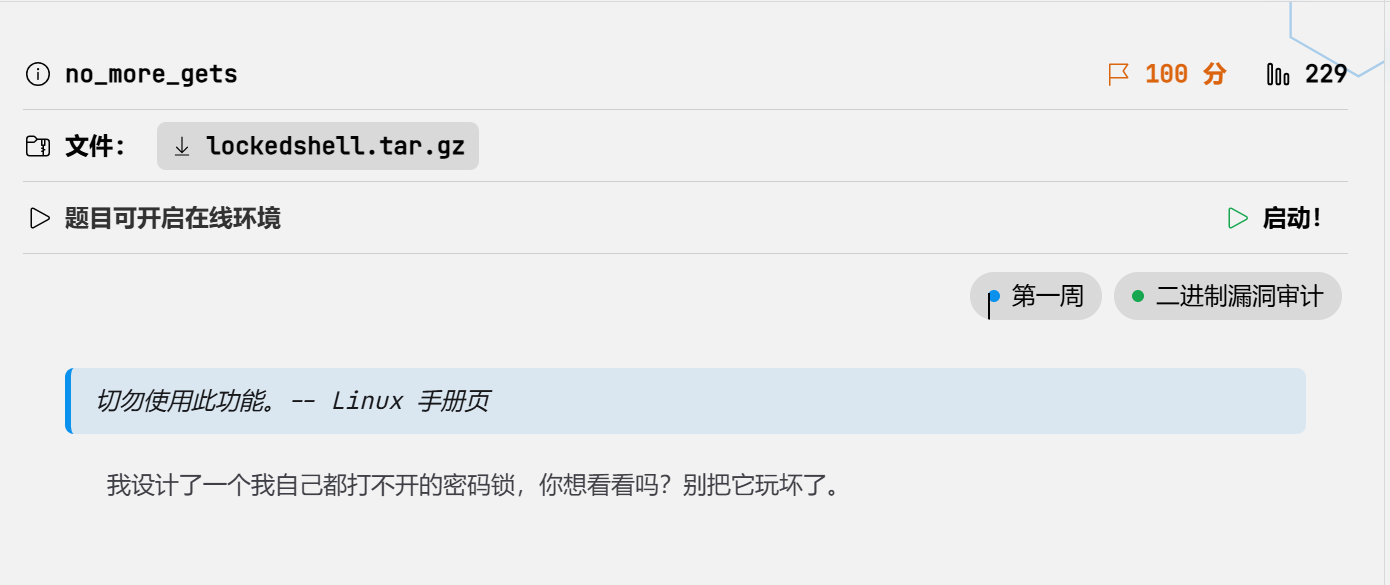 no_more_gets 100 分 229
文件： lockedshell.tar.gz
题目可开启在线环境 启动！
第一周 二进制漏洞审计
切勿使用此功能。-- Linux 手册页
我设计了一个我自己都打不开的密码锁，你想看看吗？别把它玩坏了。